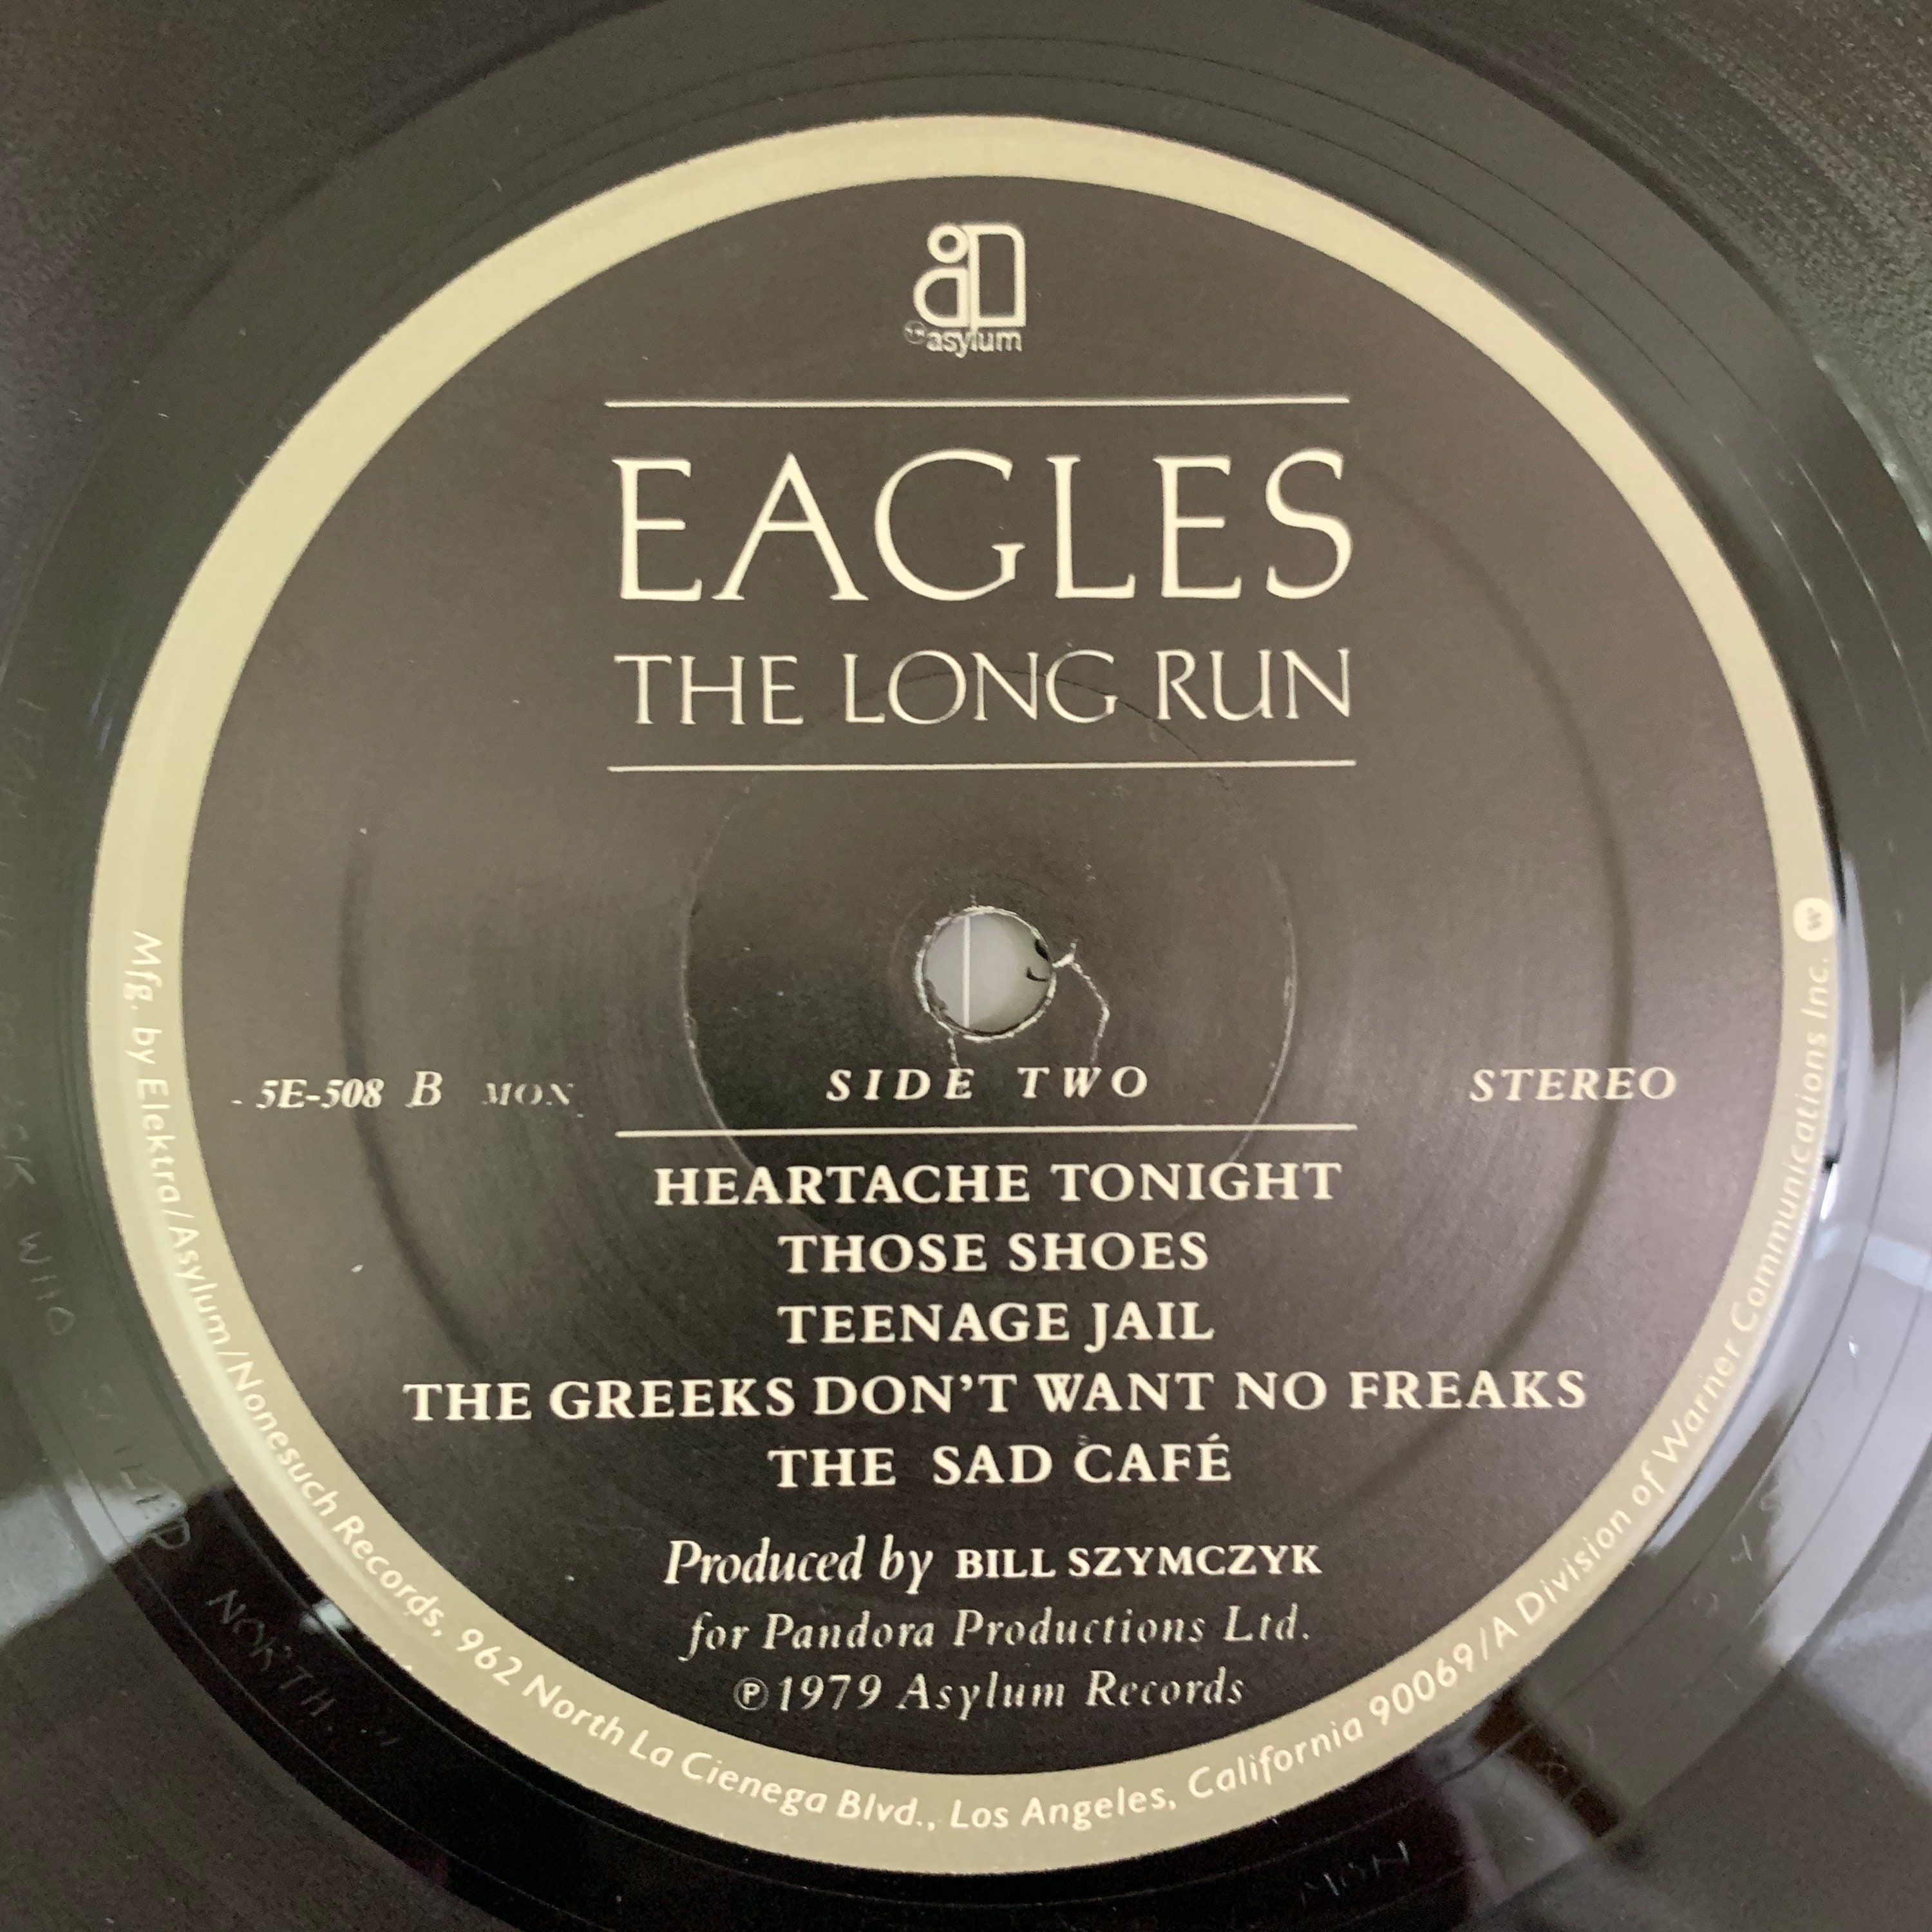 asylum
EAGLES
THE LONG RUN
5E-508 B MON
SIDE TWO
STEREO
HEARTACHE TONIGHT
THOSE SHOES
TEENAGE JAIL
THE GREEKS DON'T WANT NO FREAKS
THE SAD CAFÉ
Produced by BILL SZYMCZYK
for Pandora Productions Ltd.
℗1979 Asylum Records
Mfg. by Elektra/Asylum/Nonesuch Records, 962 North La Cienega Blvd., Los Angeles, California 90069/A Division of Warner Communications Inc. W
WHO
NORTH..."
MON